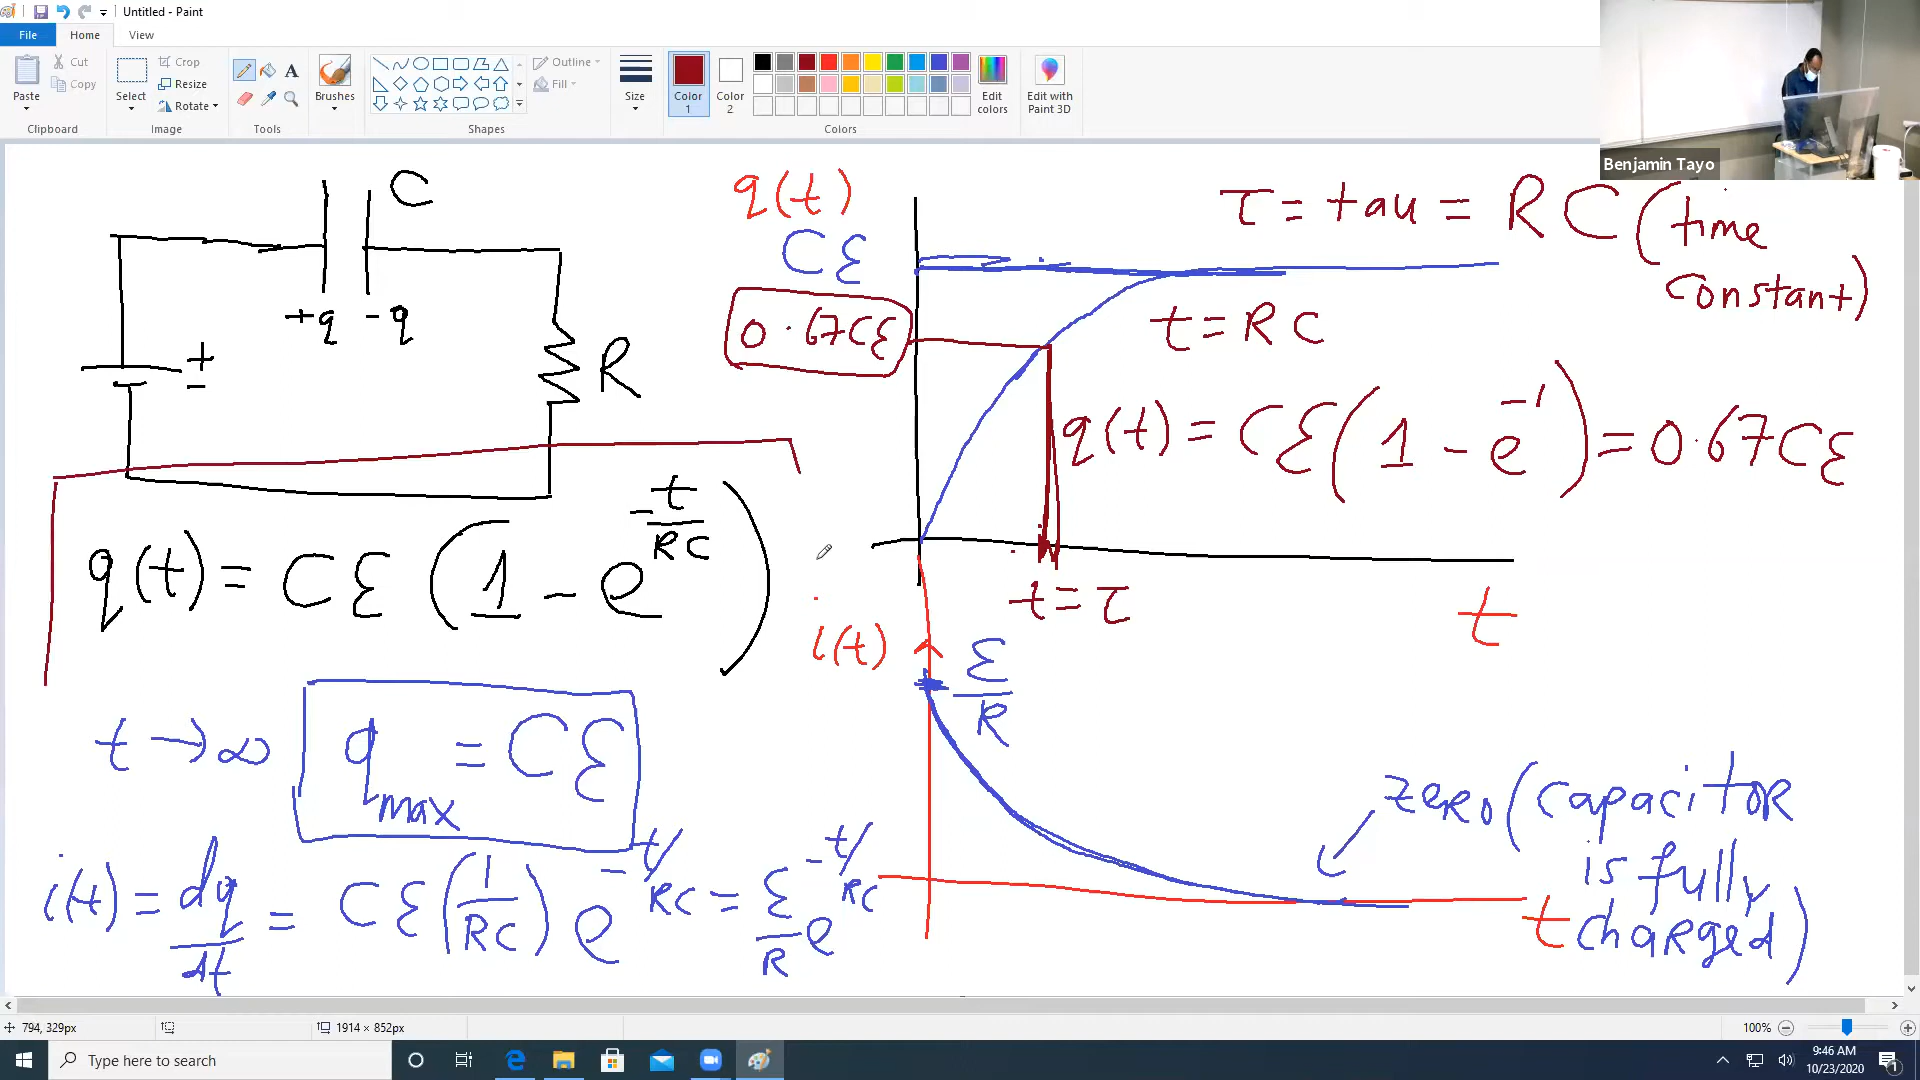 Untitled - Paint
File Home View
Paste
Cut
Copy
Clipboard
Select
Crop
Resize
Rotate
Image
Tools
Brushes
Shapes
Outline
Fill
Size
Color 1
Color 2
Colors
Edit colors
Edit with Paint 3D
Benjamin Tayo
C
+q -q
+
-
R
q(t) = Cℰ (1 - e^{-t/RC})
t → ∞ q_max = Cℰ
i(t) = dq/dt = Cℰ (1/RC) e^{-t/RC} = ℰ/R e^{-t/RC}
q(t)
Cℰ
0.67Cℰ
τ = tau = RC (time constant)
t = RC
q(t) = Cℰ (1 - e^{-1}) = 0.67Cℰ
t = τ
t
i(t)
ℰ/R
zero (capacitor
is fully
charged)
t
794, 329px
1914 × 852px
100%
Type here to search
9:46 AM
10/23/2020
1